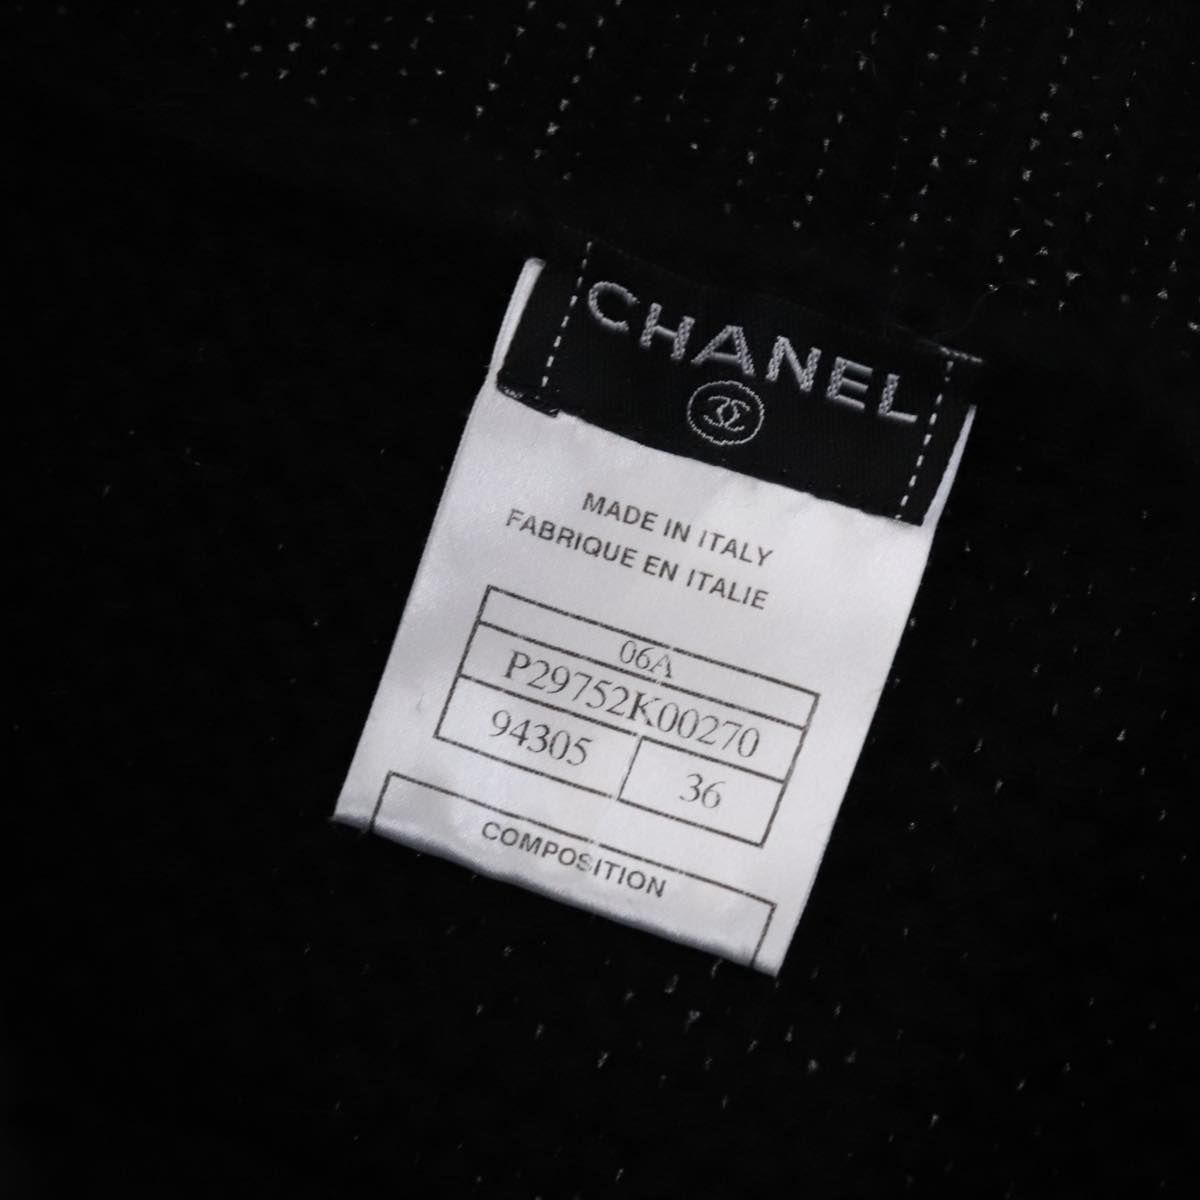 CHANEL
MADE IN ITALY
FABRIQUE EN ITALIE
06A
P29752K00270
94305 36
COMPOSITION